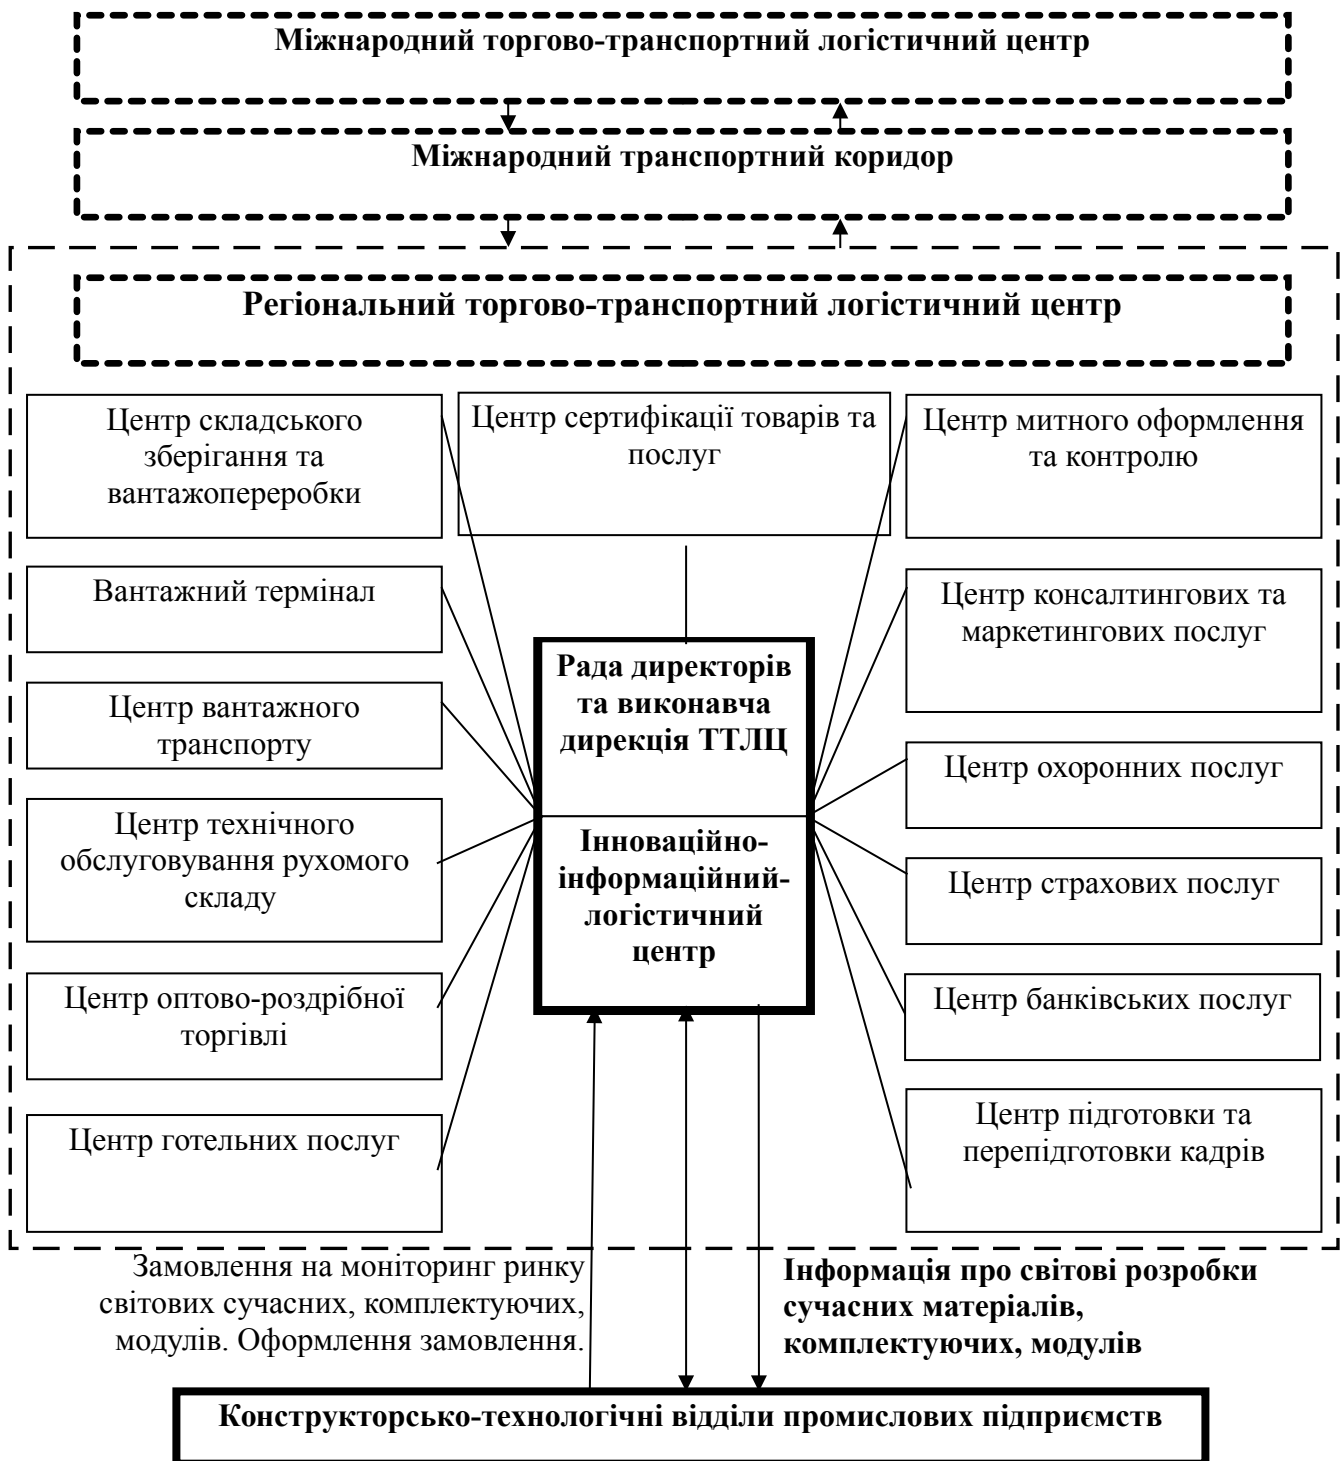 Міжнародний торгово-транспортний логістичний центр
Міжнародний транспортний коридор
Регіональний торгово-транспортний логістичний центр
Центр складського
зберігання та
вантажопереробки
Центр сертифікації товарів та
послуг
Центр митного оформлення
та контролю
Вантажний термінал
Центр консалтингових та
маркетингових послуг
Рада директорів
та виконавча
дирекція ТТЛЦ
Центр вантажного
транспорту
Центр охоронних послуг
Центр технічного
обслуговування рухомого
складу
Інноваційно-
інформаційний-
логістичний
центр
Центр страхових послуг
Центр оптово-роздрібної
торгівлі
Центр банківських послуг
Центр готельних послуг
Центр підготовки та
перепідготовки кадрів
Замовлення на моніторинг ринку
світових сучасних, комплектуючих,
модулів. Оформлення замовлення.
Інформація про світові розробки
сучасних матеріалів,
комплектуючих, модулів
Конструкторсько-технологічні відділи промислових підприємств